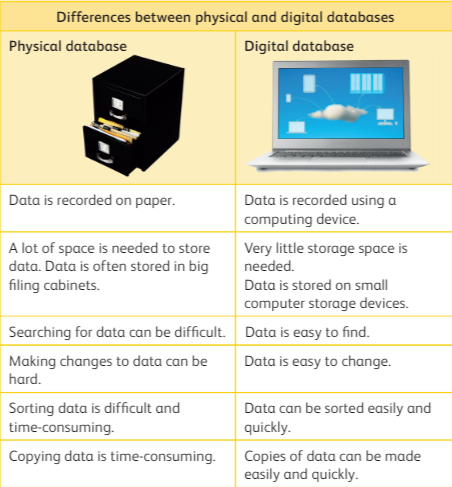 Differences between physical and digital databases
Physical database
Digital database
Data is recorded on paper.
Data is recorded using a
computing device.
A lot of space is needed to store
data. Data is often stored in big
filing cabinets.
Very little storage space is
needed.
Data is stored on small
computer storage devices.
Searching for data can be difficult.
Data is easy to find.
Making changes to data can be
hard.
Data is easy to change.
Sorting data is difficult and
time-consuming.
Data can be sorted easily and
quickly.
Copying data is time-consuming.
Copies of data can be made
easily and quickly.